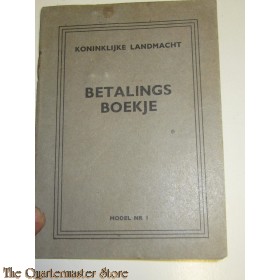 KONINKLIJKE LANDMACHT
BETALINGS
BOEKJE
MODEL NR 1
The Quartermaster Store